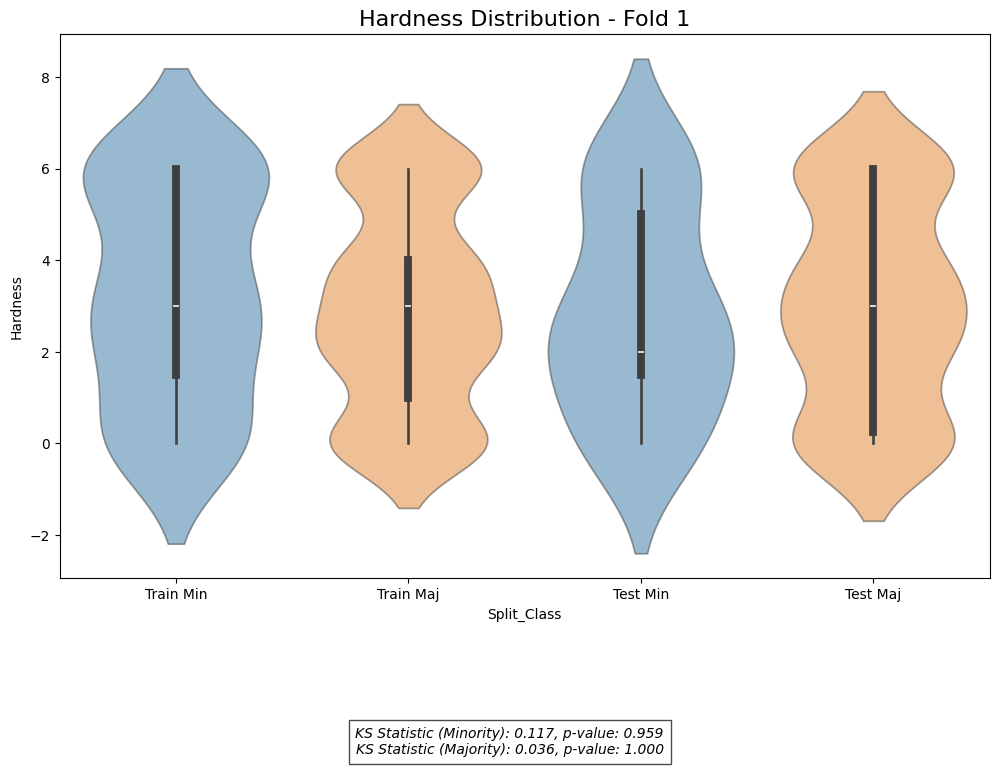 Hardness Distribution - Fold 1
Hardness
8
6
4
2
0
−2
Train Min
Train Maj
Test Min
Test Maj
Split_Class
KS Statistic (Minority): 0.117, p-value: 0.959
KS Statistic (Majority): 0.036, p-value: 1.000